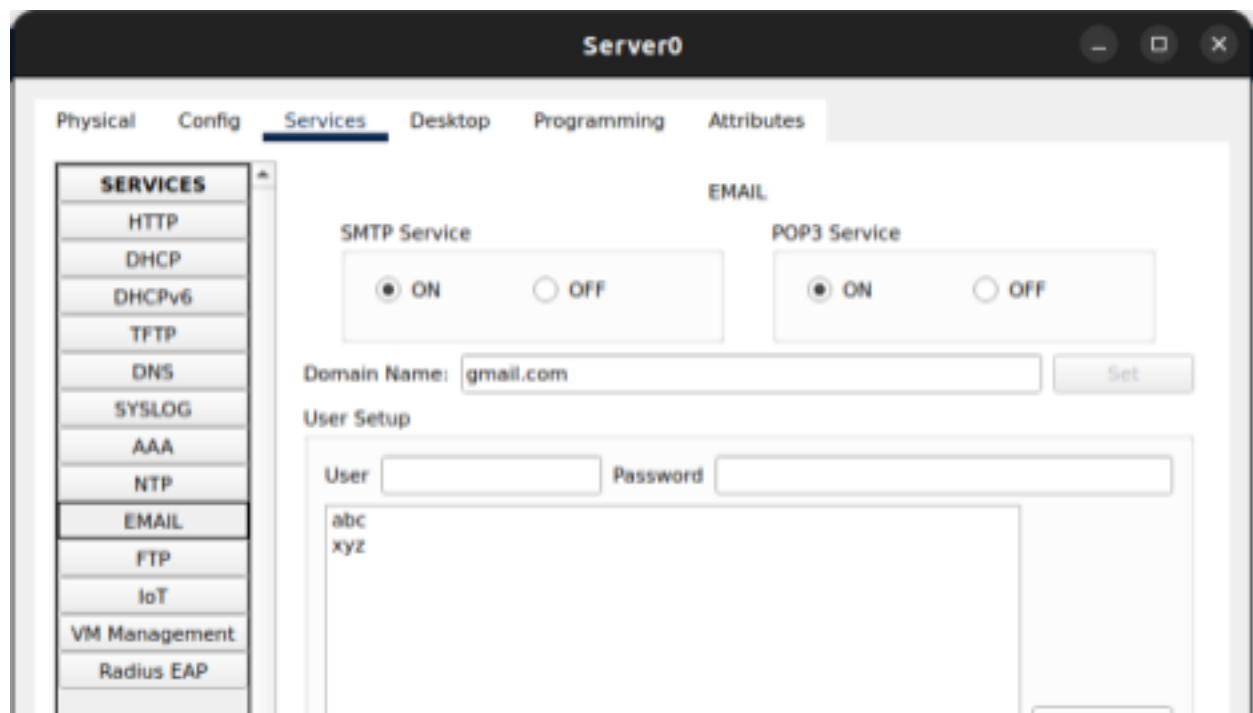 Server0
Physical Config Services Desktop Programming Attributes
SERVICES
HTTP
DHCP
DHCPv6
TFTP
DNS
SYSLOG
AAA
NTP
EMAIL
FTP
IoT
VM Management
Radius EAP
EMAIL
SMTP Service
ON OFF
POP3 Service
ON OFF
Domain Name: gmail.com Set
User Setup
User Password
abc
xyz